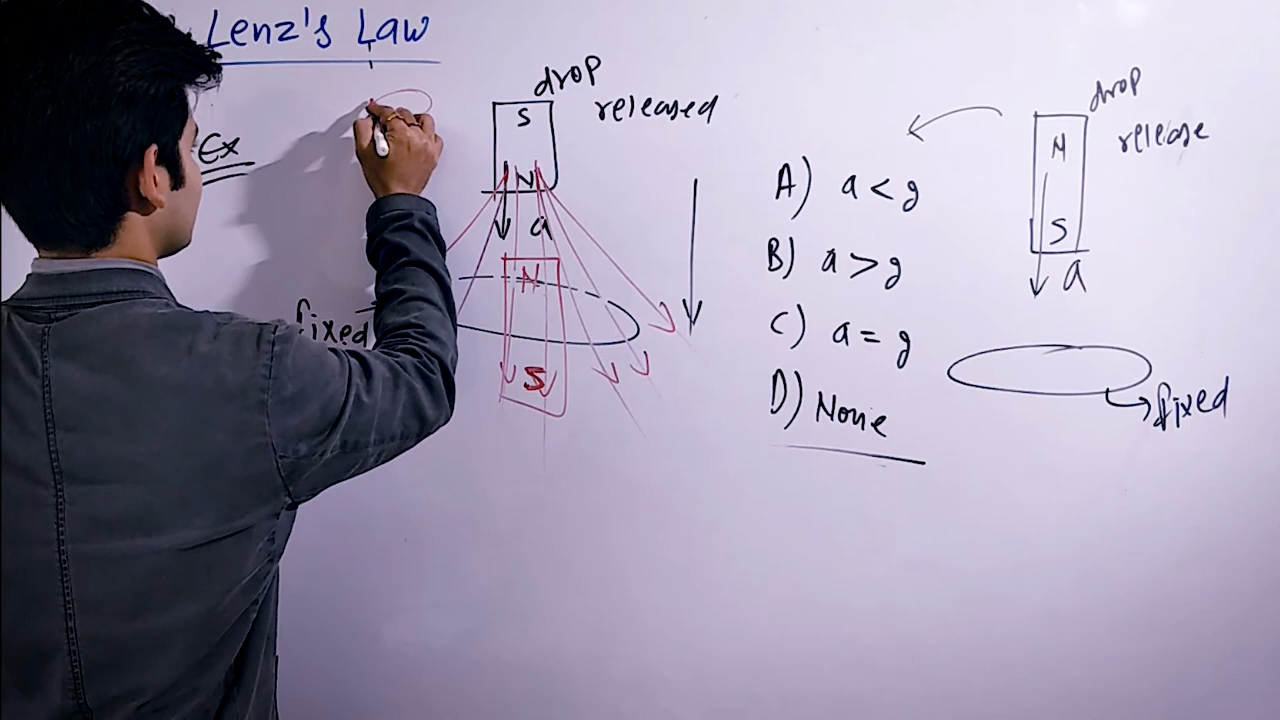 Lenz's Law
Ex
drop
released
S
N
a
N
S
fixed
A) a < g
B) a > g
C) a = g
D) None
drop
release
N
S
a
fixed